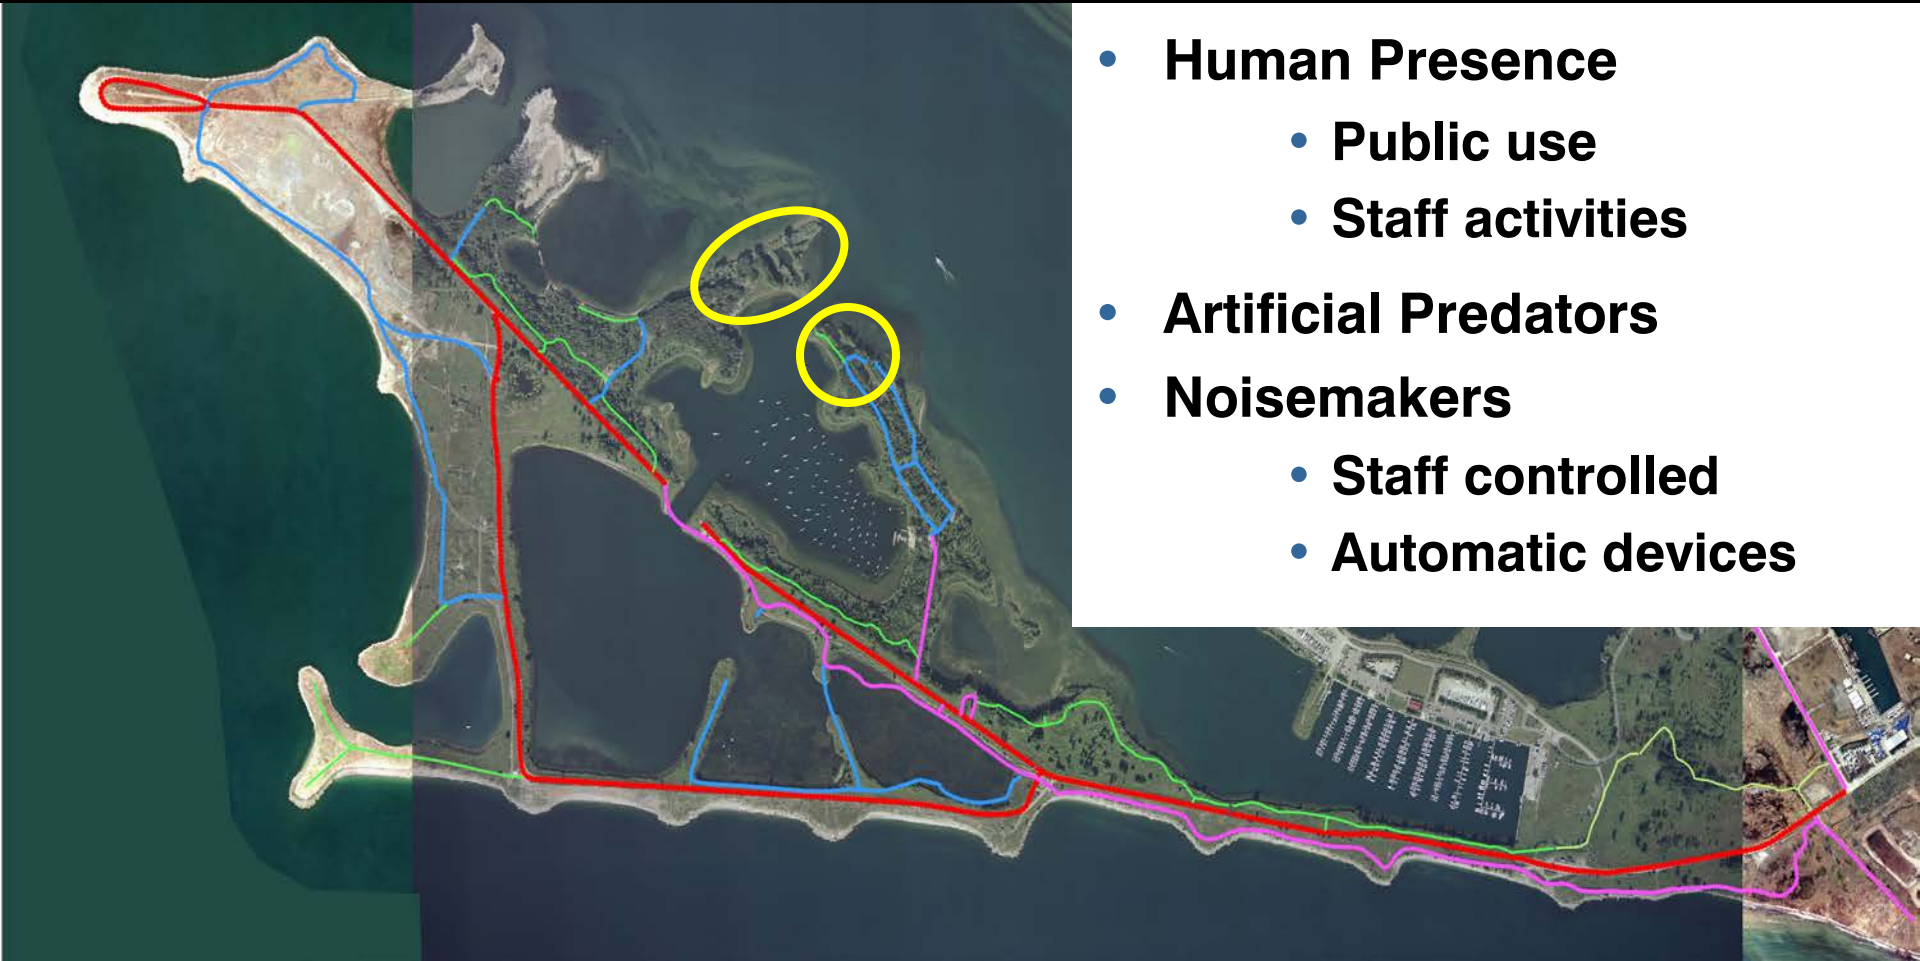 • Human Presence
• Public use
• Staff activities
• Artificial Predators
• Noisemakers
• Staff controlled
• Automatic devices